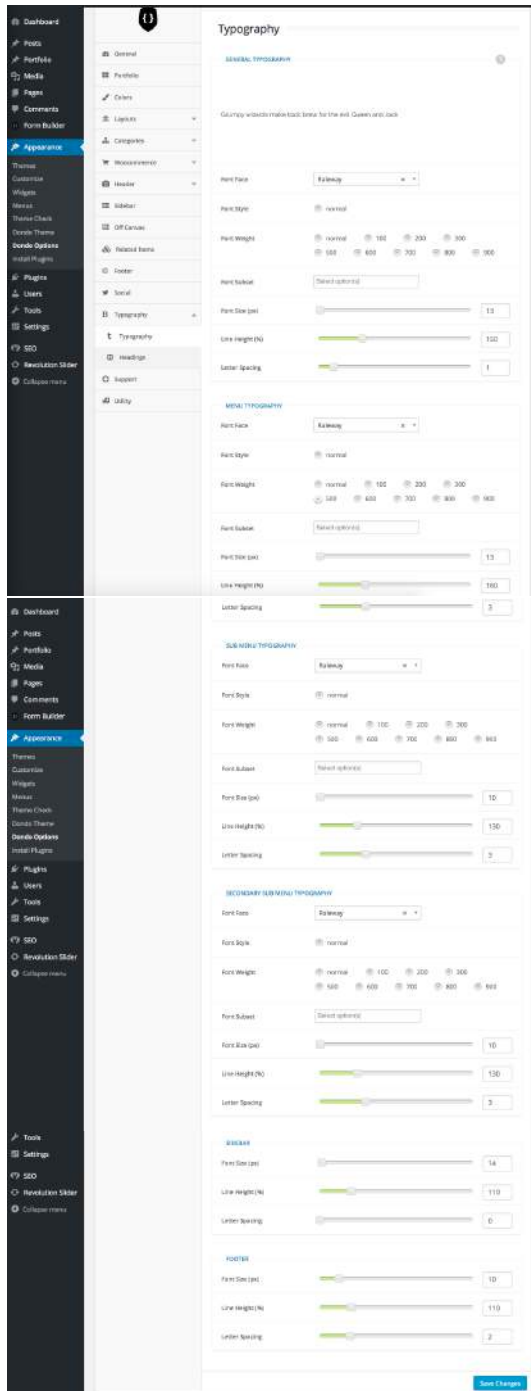 Dashboard
Posts
Portfolio
Media
Pages
Comments
Form Builder
Appearance
Themes
Customize
Widgets
Menus
Theme Check
Dondo Theme
Dondo Options
Install Plugins
Plugins
Users
Tools
Settings
SEO
Revolution Slider
Collapse menu
{}
General
Portfolio
Colors
Layouts
Categories
Woocommerce
Header
Sidebar
Off Canvas
Related Items
Footer
Social
Typography
Typography
Headings
Support
Utility
Typography
GENERAL TYPOGRAPHY
Grumpy wizards make toxic brew for the evil Queen and Jack
Font Face Raleway
Font Style normal
Font Weight normal 100 200 300
500 600 700 800 900
Font Subset Select option(s)
Font Size (px) 13
Line Height (%) 150
Letter Spacing 1
MENU TYPOGRAPHY
Font Face Raleway
Font Style normal
Font Weight normal 100 200 300
500 600 700 800 900
Font Subset Select option(s)
Font Size (px) 13
Line Height (%) 160
Letter Spacing 3
Dashboard
Posts
Portfolio
Media
Pages
Comments
Form Builder
Appearance
Themes
Customize
Widgets
Menus
Theme Check
Dondo Theme
Dondo Options
Install Plugins
Plugins
Users
Tools
Settings
SEO
Revolution Slider
Collapse menu
SUB MENU TYPOGRAPHY
Font Face Raleway
Font Style normal
Font Weight normal 100 200 300
500 600 700 800 900
Font Subset Select option(s)
Font Size (px) 10
Line Height (%) 130
Letter Spacing 3
SECONDARY SUB MENU TYPOGRAPHY
Font Face Raleway
Font Style normal
Font Weight normal 100 200 300
500 600 700 800 900
Font Subset Select option(s)
Font Size (px) 10
Line Height (%) 130
Letter Spacing 3
Tools
Settings
SEO
Revolution Slider
Collapse menu
SIDEBAR
Font Size (px) 14
Line Height (%) 110
Letter Spacing 0
FOOTER
Font Size (px) 10
Line Height (%) 110
Letter Spacing 2
Save Changes